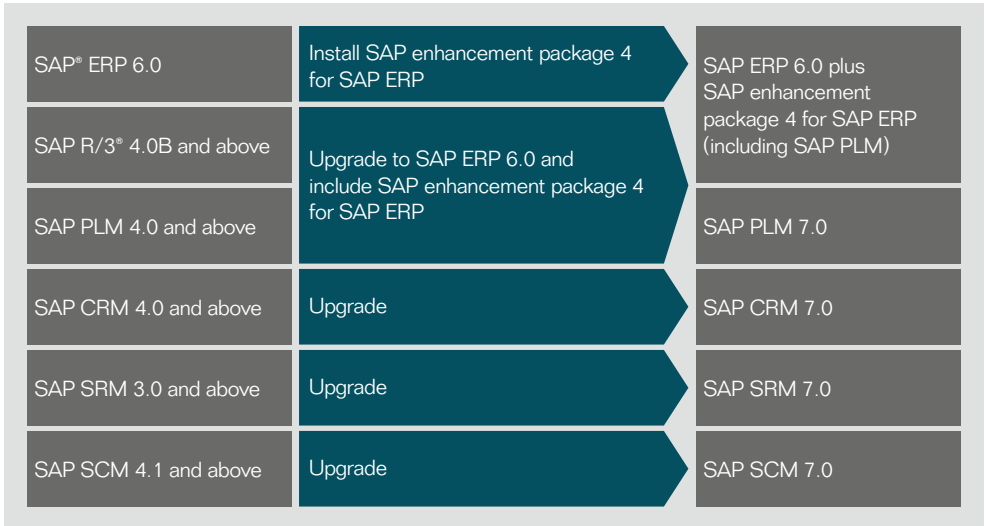 SAP® ERP 6.0
Install SAP enhancement package 4
for SAP ERP
SAP ERP 6.0 plus
SAP enhancement
package 4 for SAP ERP
(including SAP PLM)
SAP R/3® 4.0B and above
Upgrade to SAP ERP 6.0 and
include SAP enhancement package 4
for SAP ERP
SAP PLM 4.0 and above
SAP PLM 7.0
SAP CRM 4.0 and above
Upgrade
SAP CRM 7.0
SAP SRM 3.0 and above
Upgrade
SAP SRM 7.0
SAP SCM 4.1 and above
Upgrade
SAP SCM 7.0